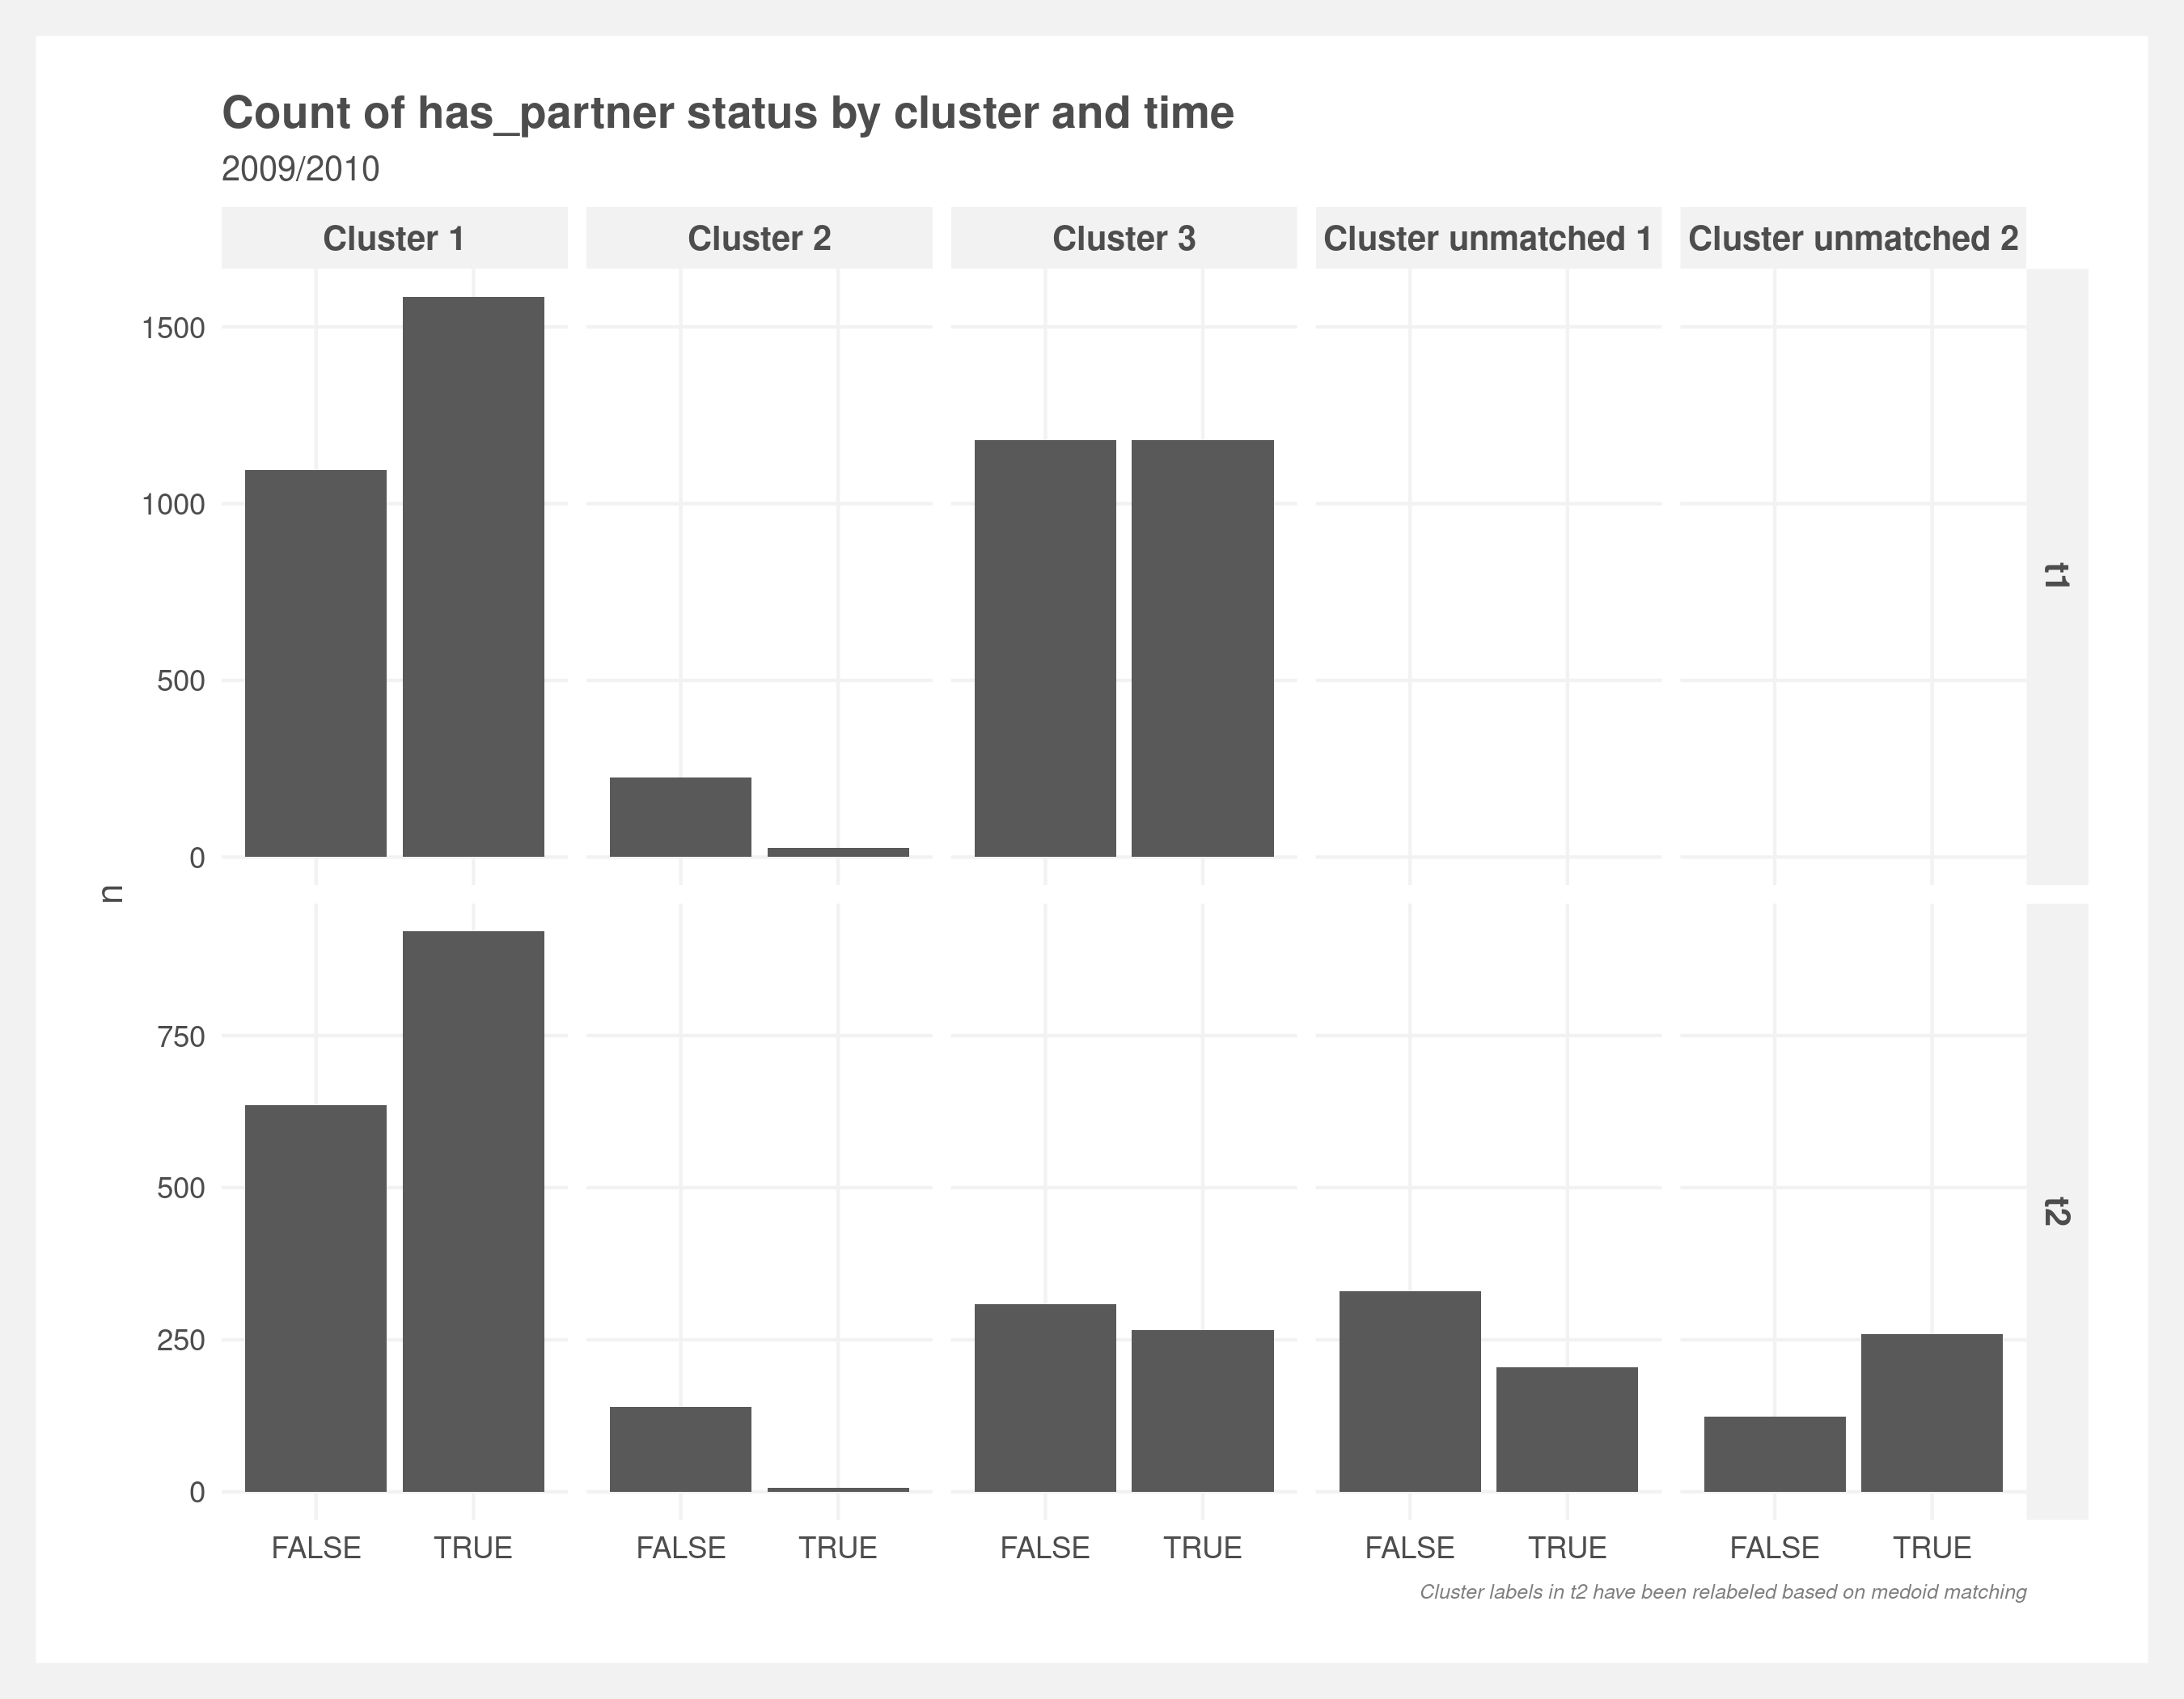 Count of has_partner status by cluster and time
2009/2010
Cluster 1 Cluster 2 Cluster 3 Cluster unmatched 1 Cluster unmatched 2
1500
1000
500
0
t1
n
750
500
250
0
t2
FALSE TRUE FALSE TRUE FALSE TRUE FALSE TRUE FALSE TRUE
Cluster labels in t2 have been relabeled based on medoid matching